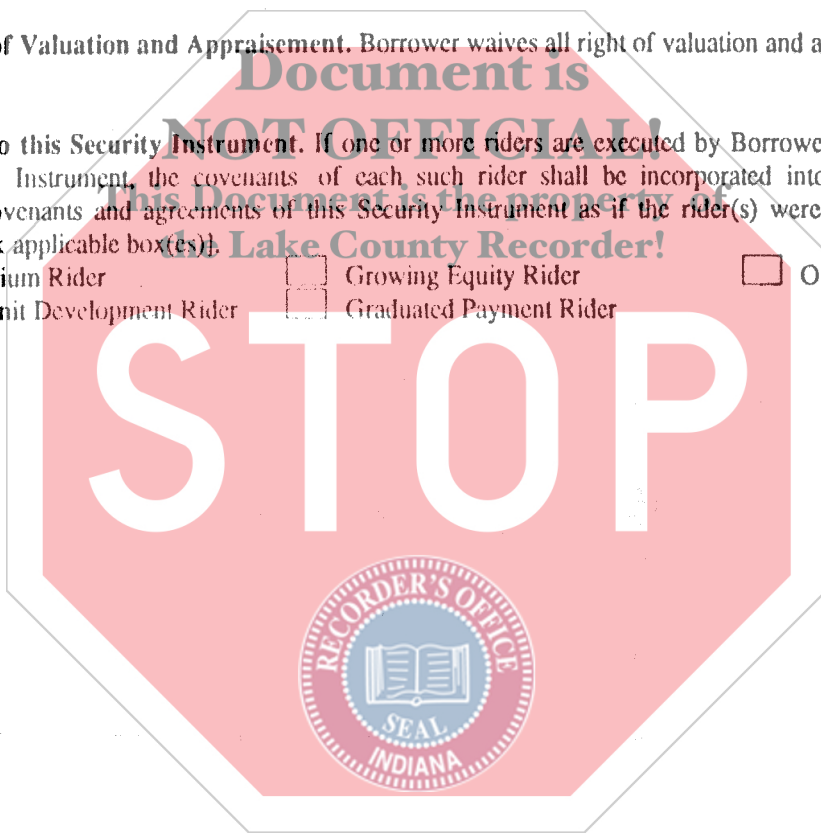 of Valuation and Appraisement. Borrower waives all right of valuation and a
Document is
NOT OFFICIAL!
o this Security Instrument. If one or more riders are executed by Borrowe
Instrument, the covenants of each such rider shall be incorporated into
This Document is the property of
ovenants and agreements of this Security Instrument as if the rider(s) were
applicable box(es)].
the Lake County Recorder!
ium Rider Growing Equity Rider O
nit Development Rider Graduated Payment Rider
STOP
RECORDER'S OFFICE
SEAL
INDIANA